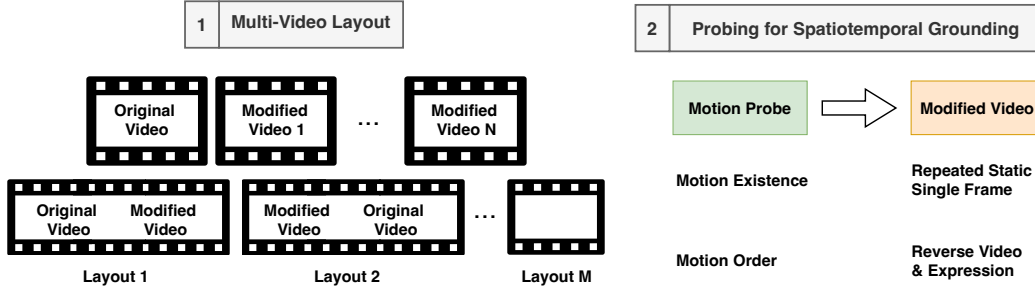 1 Multi-Video Layout
Original
Video
Modified
Video 1
...
Modified
Video N
Original
Video
Modified
Video
Modified
Video
Original
Video
...
Layout 1
Layout 2
Layout M
2 Probing for Spatiotemporal Grounding
Motion Probe
Modified Video
Motion Existence
Repeated Static
Single Frame
Motion Order
Reverse Video
& Expression